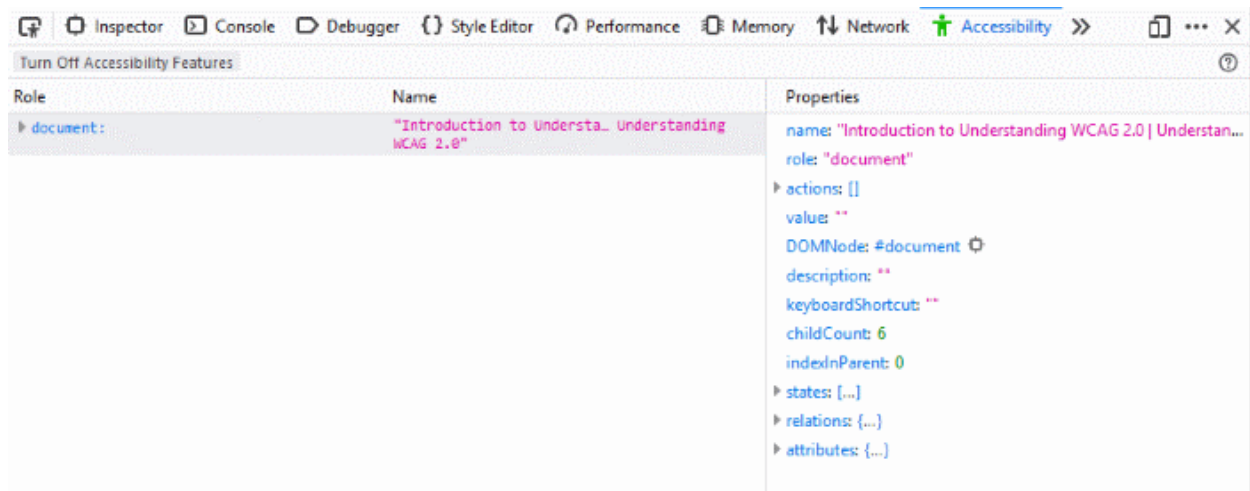 Inspector Console Debugger {} Style Editor Performance Memory Network Accessibility
Turn Off Accessibility Features
Role Name Properties
document: "Introduction to Understa… Understanding
WCAG 2.0"
name: "Introduction to Understanding WCAG 2.0 | Understan...
role: "document"
actions: []
value: ""
DOMNode: #document
description: ""
keyboardShortcut: ""
childCount: 6
indexInParent: 0
states: [...]
relations: {...}
attributes: {...}